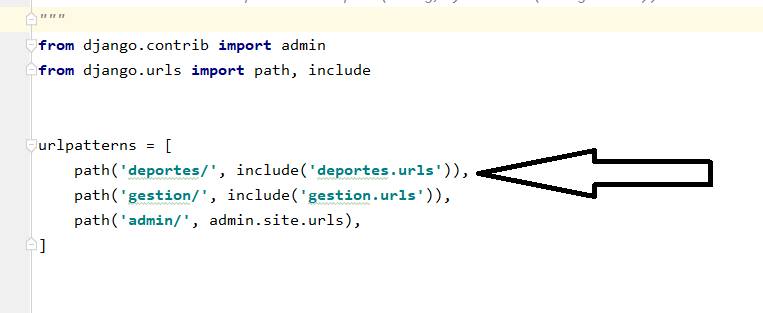 """
from django.contrib import admin
from django.urls import path, include
urlpatterns = [
path('deportes/', include('deportes.urls')),
path('gestion/', include('gestion.urls')),
path('admin/', admin.site.urls),
]